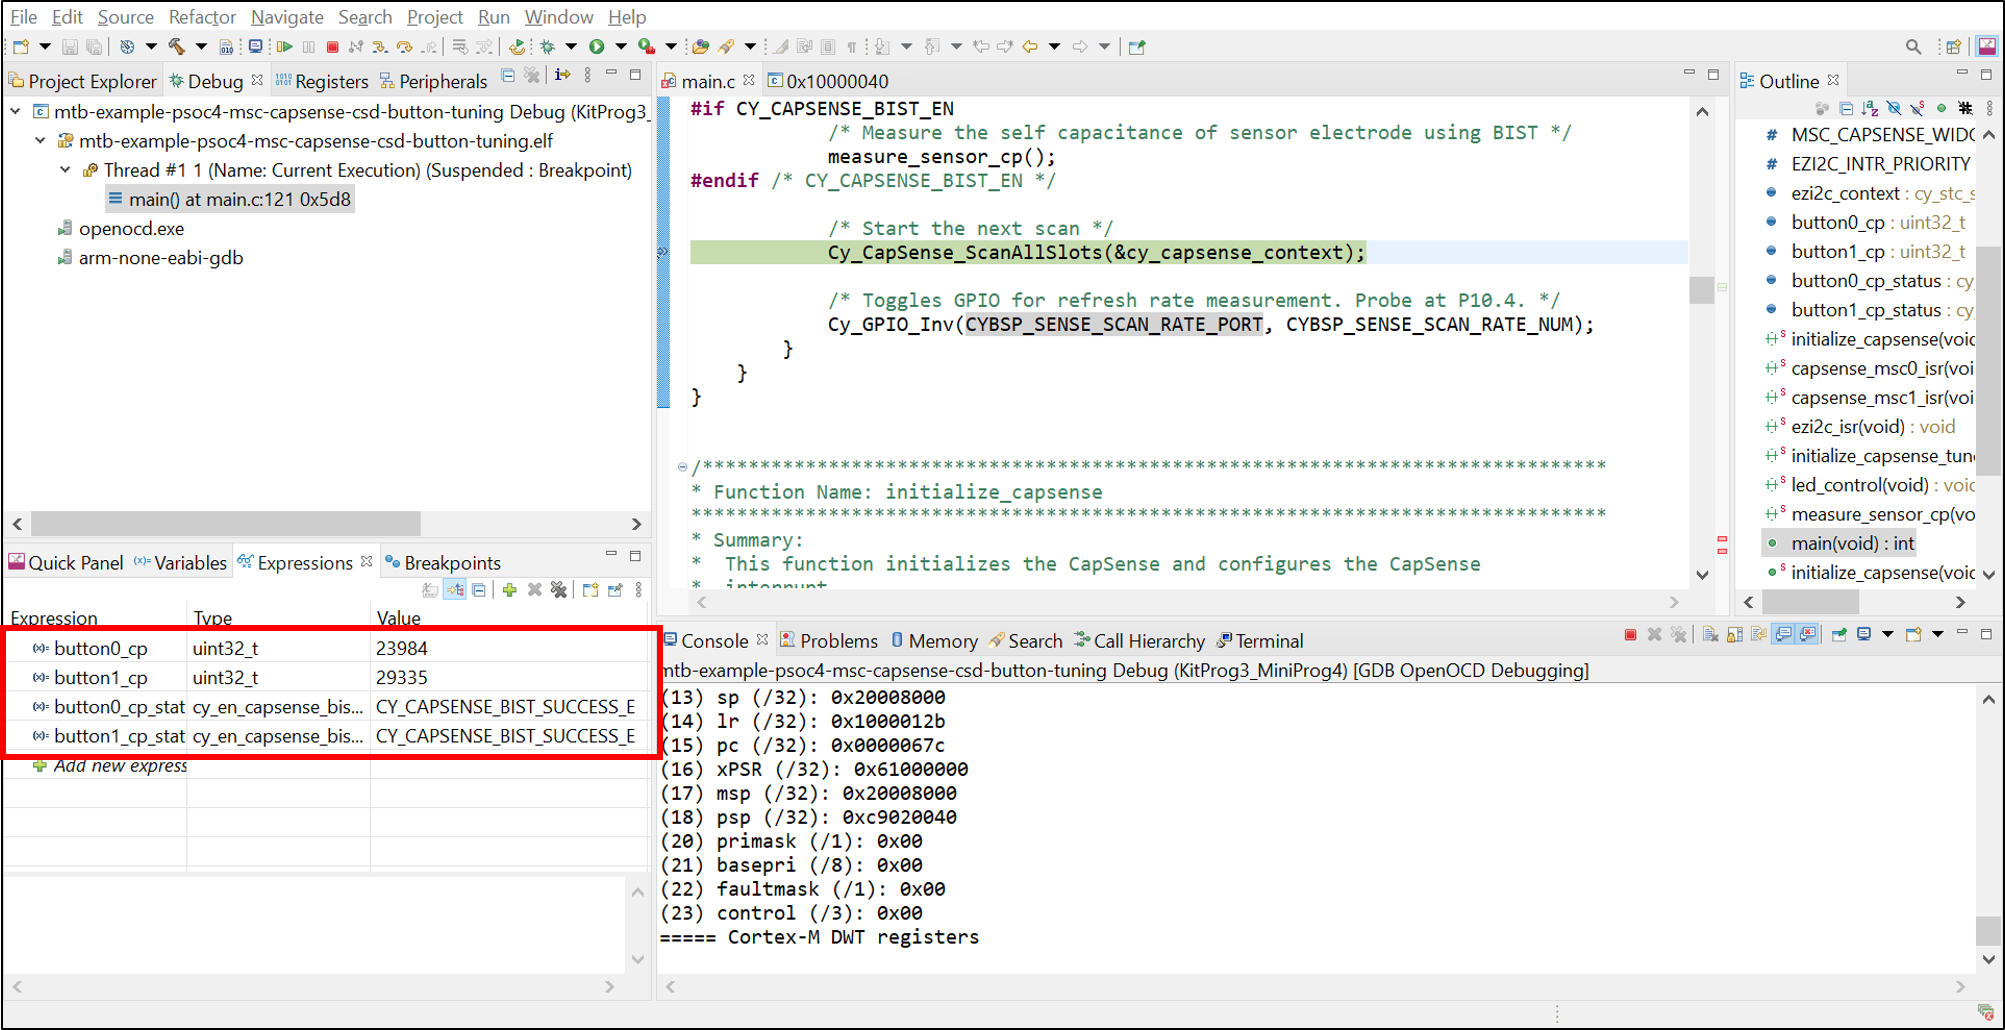 File Edit Source Refactor Navigate Search Project Run Window Help
Project Explorer Debug Registers Peripherals
mtb-example-psoc4-msc-capsense-csd-button-tuning Debug (KitProg3_
mtb-example-psoc4-msc-capsense-csd-button-tuning.elf
Thread #1 1 (Name: Current Execution) (Suspended : Breakpoint)
main() at main.c:121 0x5d8
openocd.exe
arm-none-eabi-gdb
main.c 0x10000040
#if CY_CAPSENSE_BIST_EN
/* Measure the self capacitance of sensor electrode using BIST */
measure_sensor_cp();
#endif /* CY_CAPSENSE_BIST_EN */
/* Start the next scan */
Cy_CapSense_ScanAllSlots(&cy_capsense_context);
/* Toggles GPIO for refresh rate measurement. Probe at P10.4. */
Cy_GPIO_Inv(CYBSP_SENSE_SCAN_RATE_PORT, CYBSP_SENSE_SCAN_RATE_NUM);
}
}
}
/*******************************************************************************
* Function Name: initialize_capsense
********************************************************************************
* Summary:
*  This function initializes the CapSense and configures the CapSense
*  interrupt
Outline
MSC_CAPSENSE_WIDG
EZI2C_INTR_PRIORITY
ezi2c_context : cy_stc_s
button0_cp : uint32_t
button1_cp : uint32_t
button0_cp_status : cy_
button1_cp_status : cy_
initialize_capsense(void
capsense_msc0_isr(voi
capsense_msc1_isr(voi
ezi2c_isr(void) : void
initialize_capsense_tun
led_control(void) : voic
measure_sensor_cp(vo
main(void) : int
initialize_capsense(voic
Quick Panel Variables Expressions Breakpoints
Expression Type Value
button0_cp uint32_t 23984
button1_cp uint32_t 29335
button0_cp_stat cy_en_capsense_bis... CY_CAPSENSE_BIST_SUCCESS_E
button1_cp_stat cy_en_capsense_bis... CY_CAPSENSE_BIST_SUCCESS_E
Add new express
Console Problems Memory Search Call Hierarchy Terminal
mtb-example-psoc4-msc-capsense-csd-button-tuning Debug (KitProg3_MiniProg4) [GDB OpenOCD Debugging]
(13) sp (/32): 0x20008000
(14) lr (/32): 0x1000012b
(15) pc (/32): 0x0000067c
(16) xPSR (/32): 0x61000000
(17) msp (/32): 0x20008000
(18) psp (/32): 0xc9020040
(20) primask (/1): 0x00
(21) basepri (/8): 0x00
(22) faultmask (/1): 0x00
(23) control (/3): 0x00
===== Cortex-M DWT registers